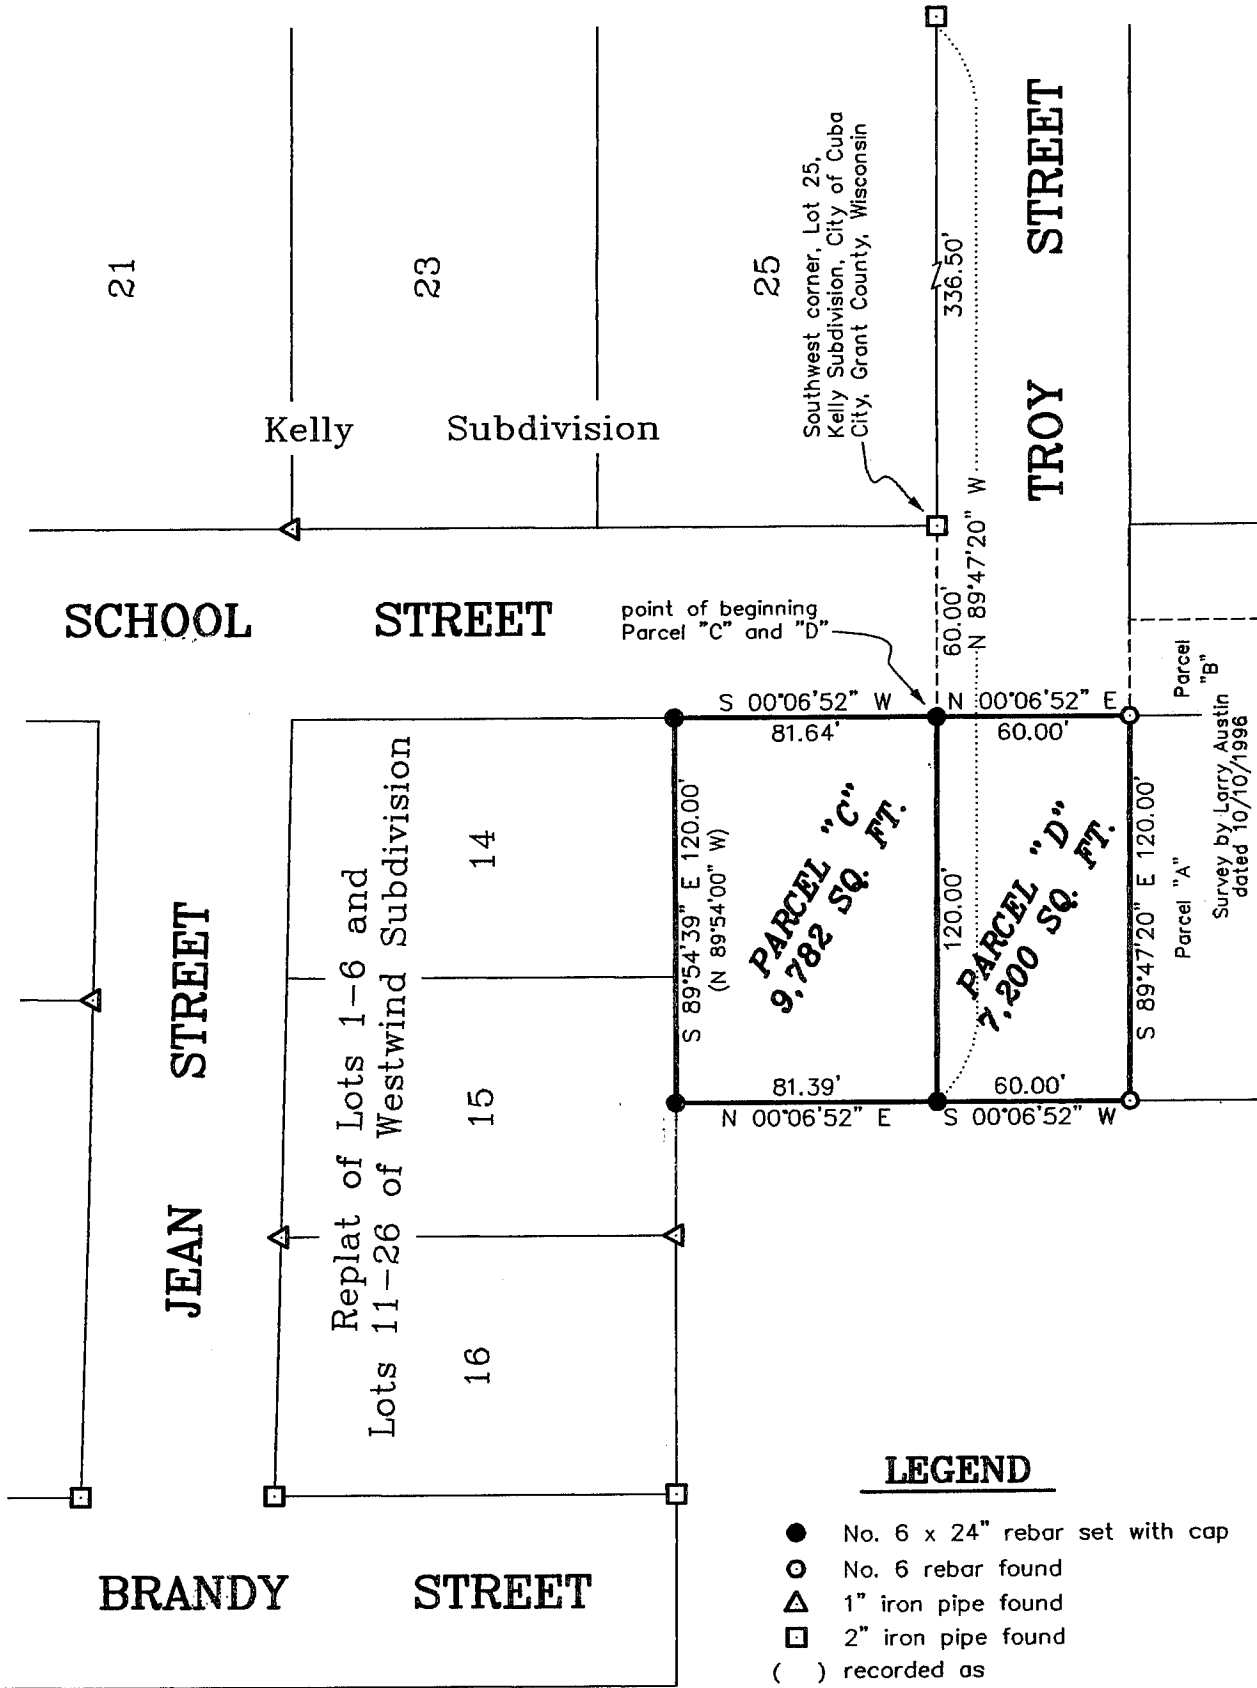 21
23
25
Southwest corner, Lot 25,
Kelly Subdivision, City of Cuba
City, Grant County, Wisconsin
336.50'
TROY STREET
Kelly Subdivision
SCHOOL STREET
point of beginning
Parcel "C" and "D"
60.00'
N 89°47'20" W
S 00°06'52" W
81.64'
N 00°06'52" E
60.00'
Parcel
"B"
Survey by Larry Austin
dated 10/10/1996
Parcel "A"
S 89°47'20" E 120.00'
PARCEL "C"
9,782 SQ. FT.
120.00'
PARCEL "D"
7,200 SQ. FT.
S 89°54'39" E 120.00'
(N 89°54'00" W)
81.39'
N 00°06'52" E
60.00'
S 00°06'52" W
14
15
16
Replat of Lots 1-6 and
Lots 11-26 of Westwind Subdivision
JEAN STREET
BRANDY STREET
LEGEND
No. 6 x 24" rebar set with cap
No. 6 rebar found
1" iron pipe found
2" iron pipe found
( ) recorded as